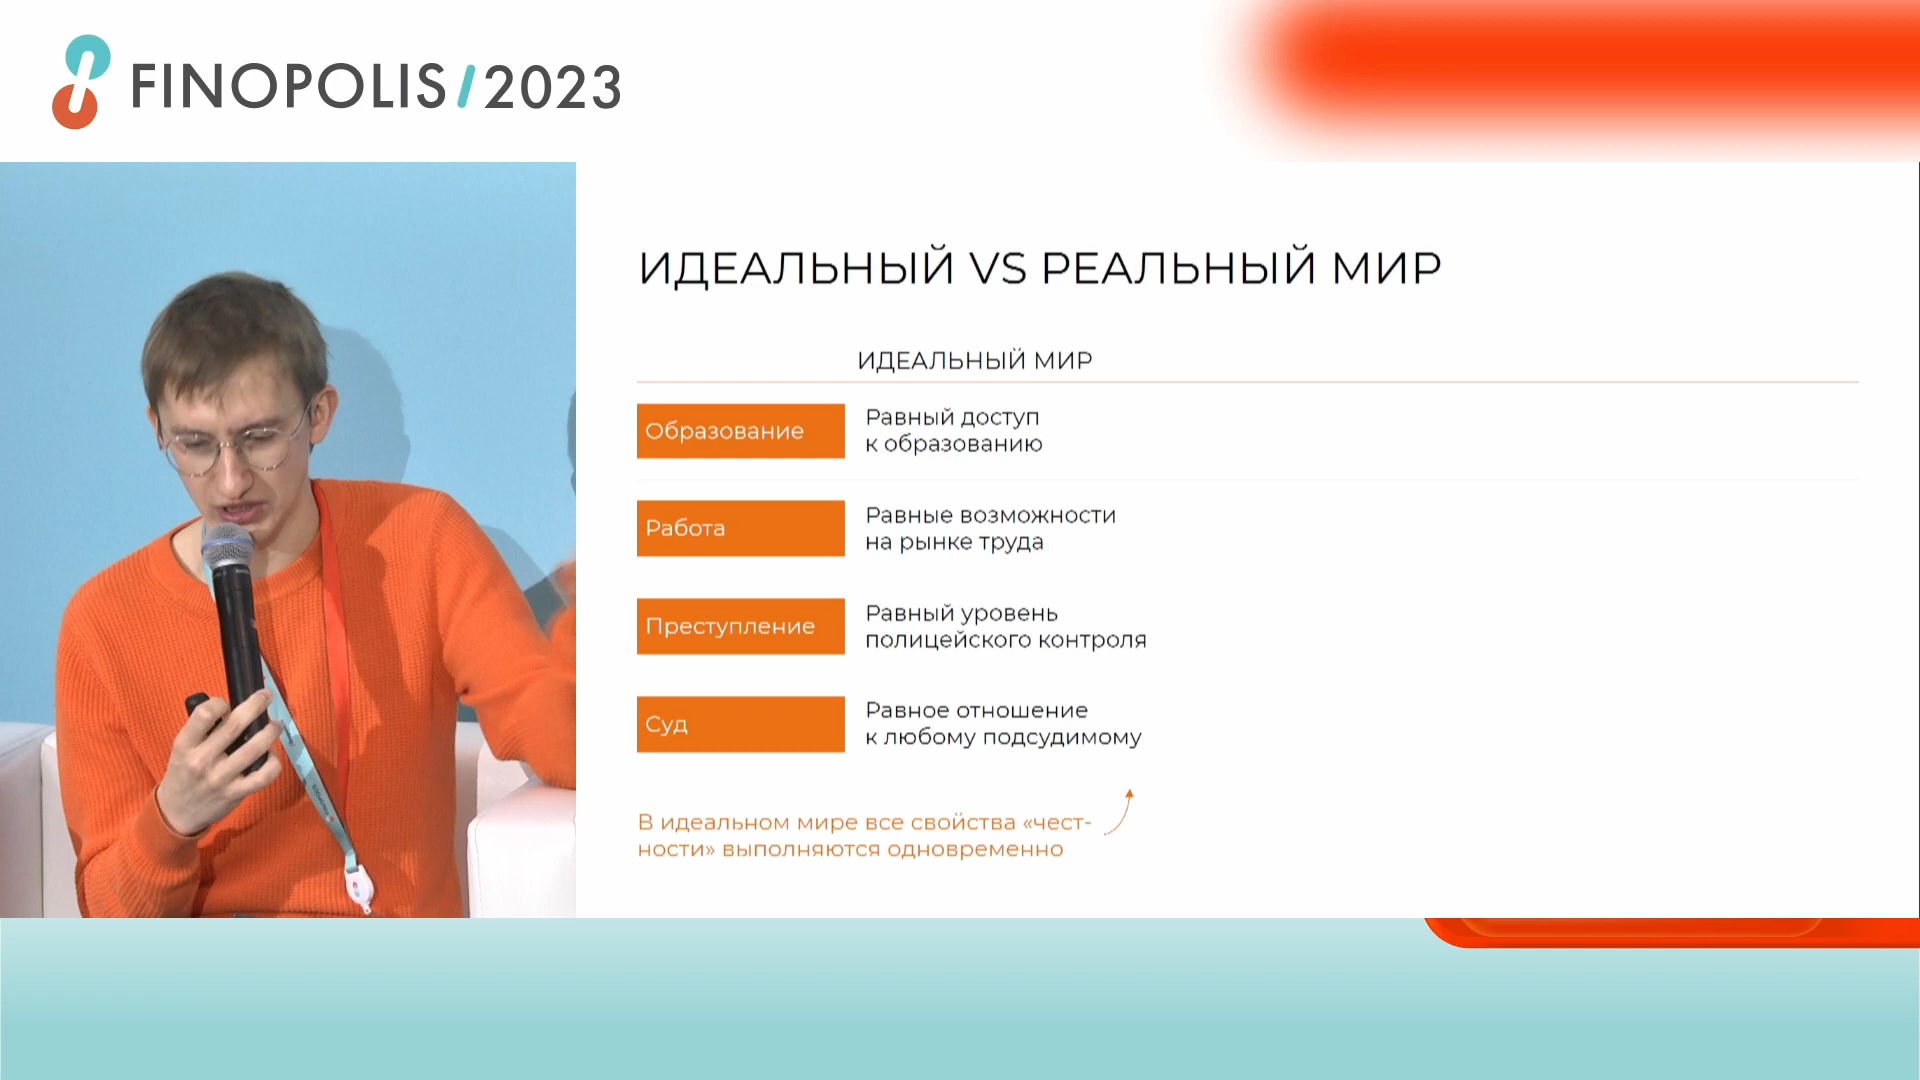 FINOPOLIS/2023
ИДЕАЛЬНЫЙ VS РЕАЛЬНЫЙ МИР
ИДЕАЛЬНЫЙ МИР
Образование
Равный доступ
к образованию
Работа
Равные возможности
на рынке труда
Преступление
Равный уровень
полицейского контроля
Суд
Равное отношение
к любому подсудимому
В идеальном мире все свойства «чест-
ности» выполняются одновременно